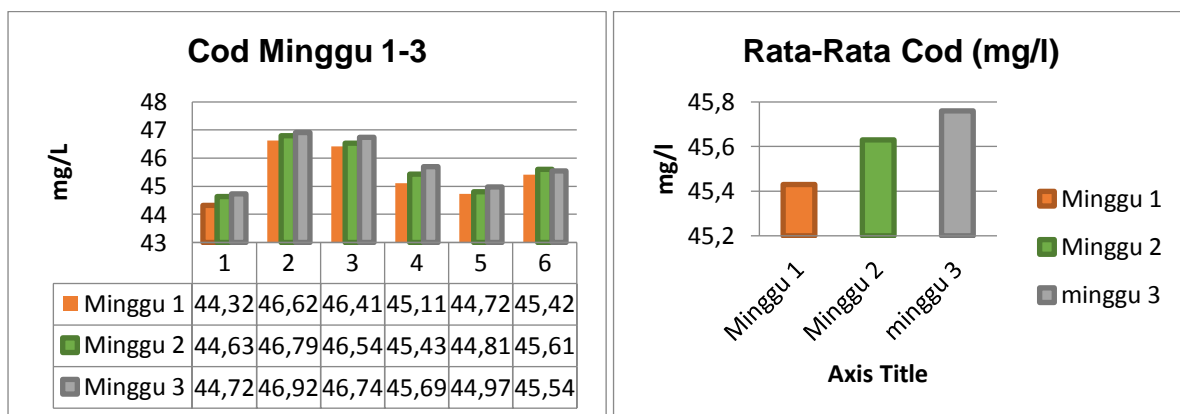 Cod Minggu 1-3
mg/L
48
47
46
45
44
43
1 2 3 4 5 6
Minggu 1 44,32 46,62 46,41 45,11 44,72 45,42
Minggu 2 44,63 46,79 46,54 45,43 44,81 45,61
Minggu 3 44,72 46,92 46,74 45,69 44,97 45,54
Rata-Rata Cod (mg/l)
mg/l
45,8
45,6
45,4
45,2
Minggu 1
Minggu 2
minggu 3
Axis Title
Minggu 1
Minggu 2
minggu 3